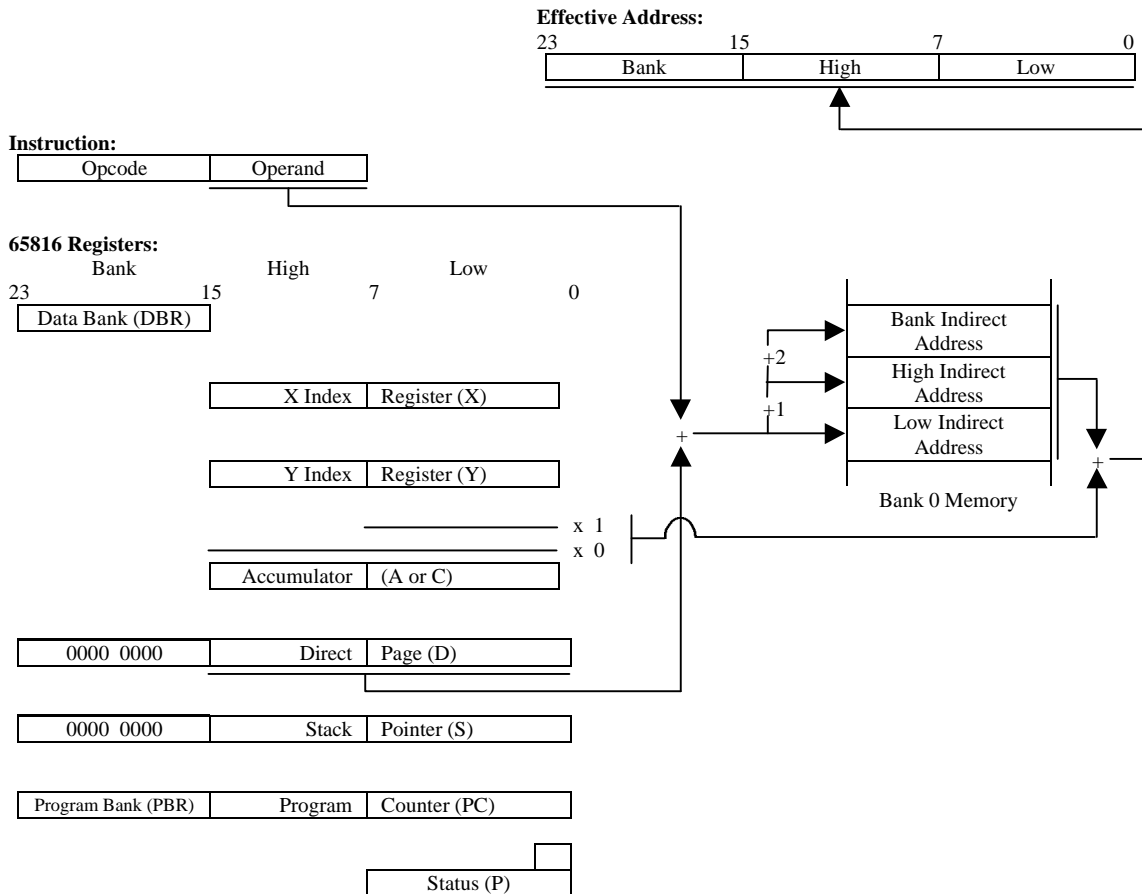 Effective Address:
23 15 7 0
Bank High Low
Instruction:
Opcode Operand
65816 Registers:
Bank High Low
23 15 7 0
Data Bank (DBR)
Bank Indirect
Address
+2
X Index Register (X)
High Indirect
Address
+1
Low Indirect
Address
+
+
Y Index Register (Y)
Bank 0 Memory
x 1
x 0
Accumulator (A or C)
0000 0000 Direct Page (D)
0000 0000 Stack Pointer (S)
Program Bank (PBR) Program Counter (PC)
Status (P)